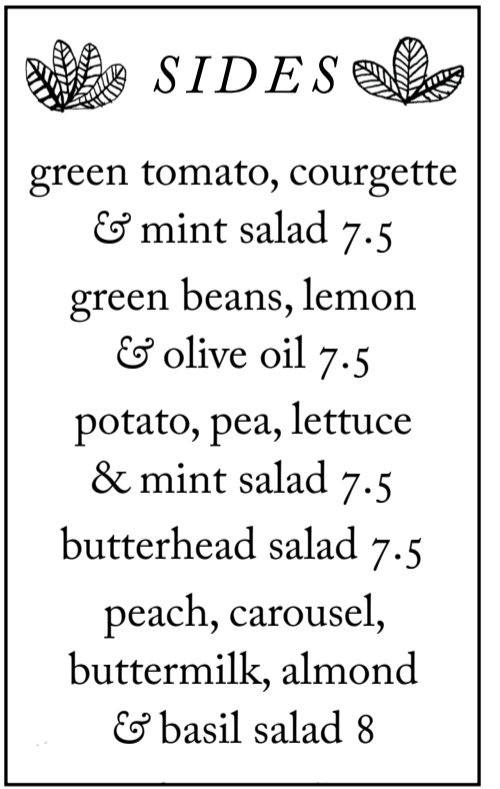 SIDES
green tomato, courgette
& mint salad 7.5
green beans, lemon
& olive oil 7.5
potato, pea, lettuce
& mint salad 7.5
butterhead salad 7.5
peach, carousel,
buttermilk, almond
& basil salad 8